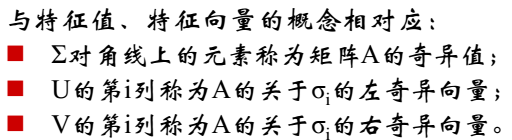 与特征值、特征向量的概念相对应：
■ Σ对角线上的元素称为矩阵A的奇异值；
■ U的第i列称为A的关于σᵢ的左奇异向量；
■ V的第i列称为A的关于σᵢ的右奇异向量。